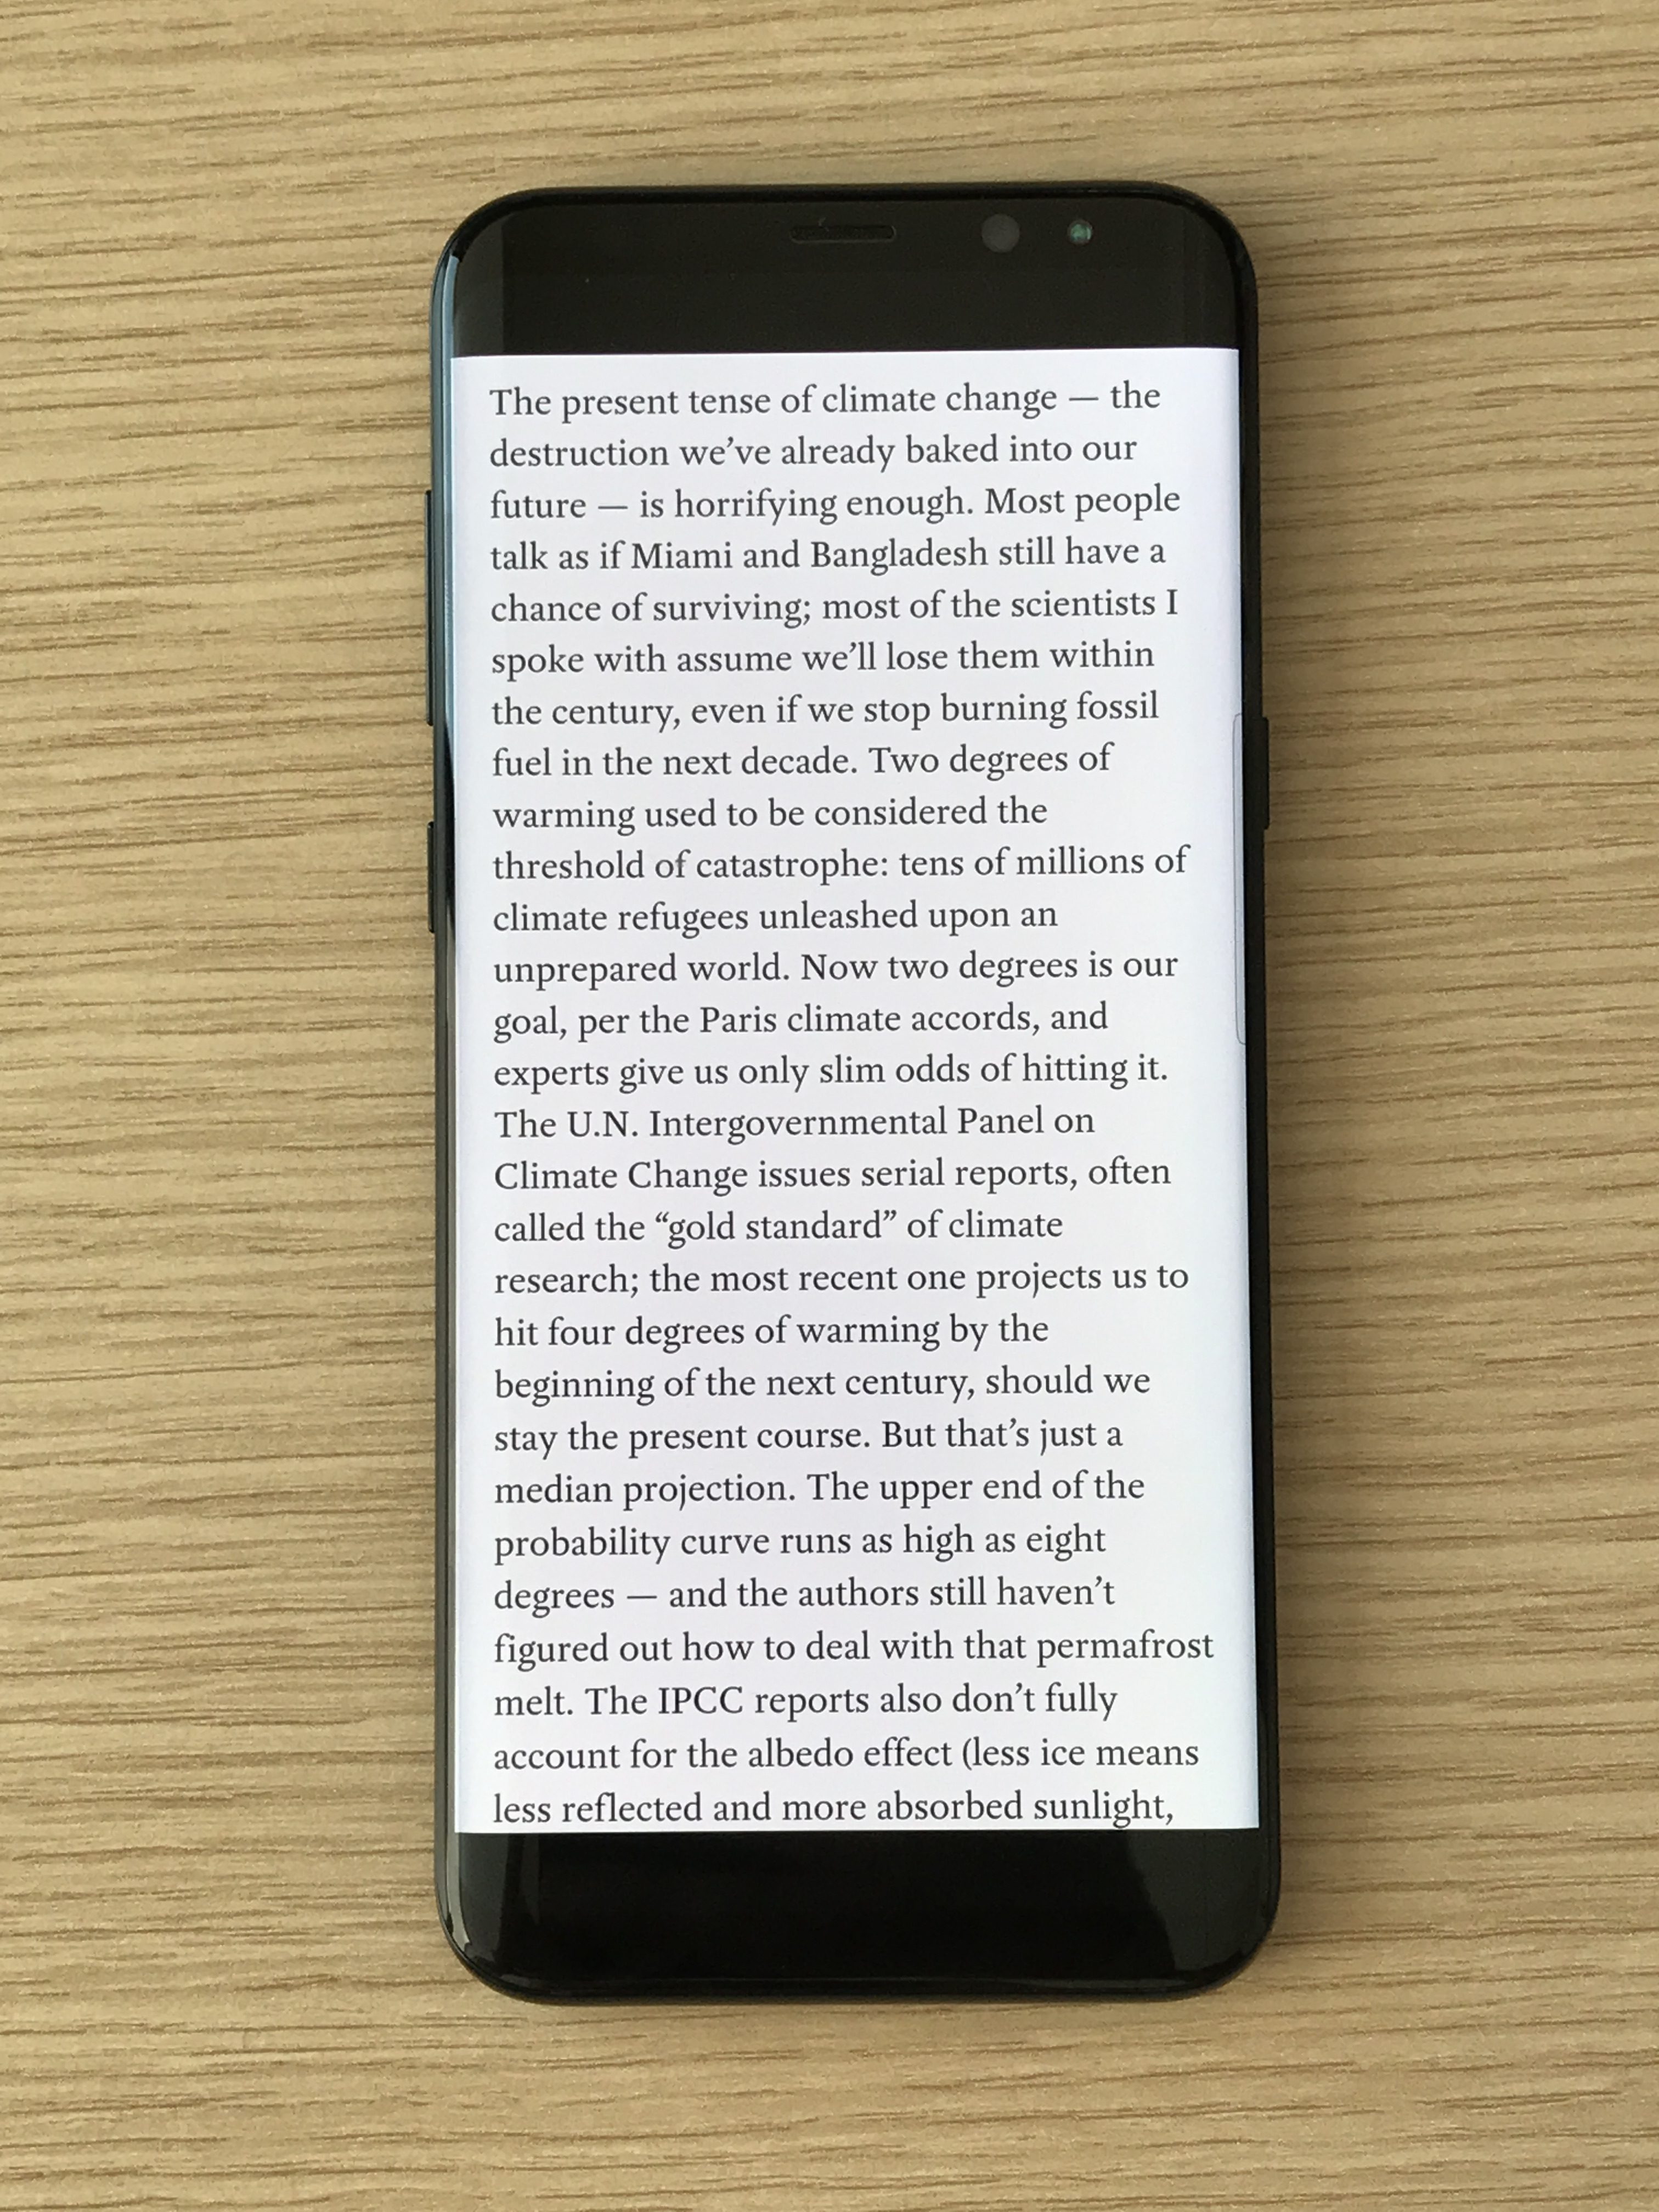 The present tense of climate change — the
destruction we’ve already baked into our
future — is horrifying enough. Most people
talk as if Miami and Bangladesh still have a
chance of surviving; most of the scientists I
spoke with assume we’ll lose them within
the century, even if we stop burning fossil
fuel in the next decade. Two degrees of
warming used to be considered the
threshold of catastrophe: tens of millions of
climate refugees unleashed upon an
unprepared world. Now two degrees is our
goal, per the Paris climate accords, and
experts give us only slim odds of hitting it.
The U.N. Intergovernmental Panel on
Climate Change issues serial reports, often
called the “gold standard” of climate
research; the most recent one projects us to
hit four degrees of warming by the
beginning of the next century, should we
stay the present course. But that’s just a
median projection. The upper end of the
probability curve runs as high as eight
degrees — and the authors still haven’t
figured out how to deal with that permafrost
melt. The IPCC reports also don’t fully
account for the albedo effect (less ice means
less reflected and more absorbed sunlight,